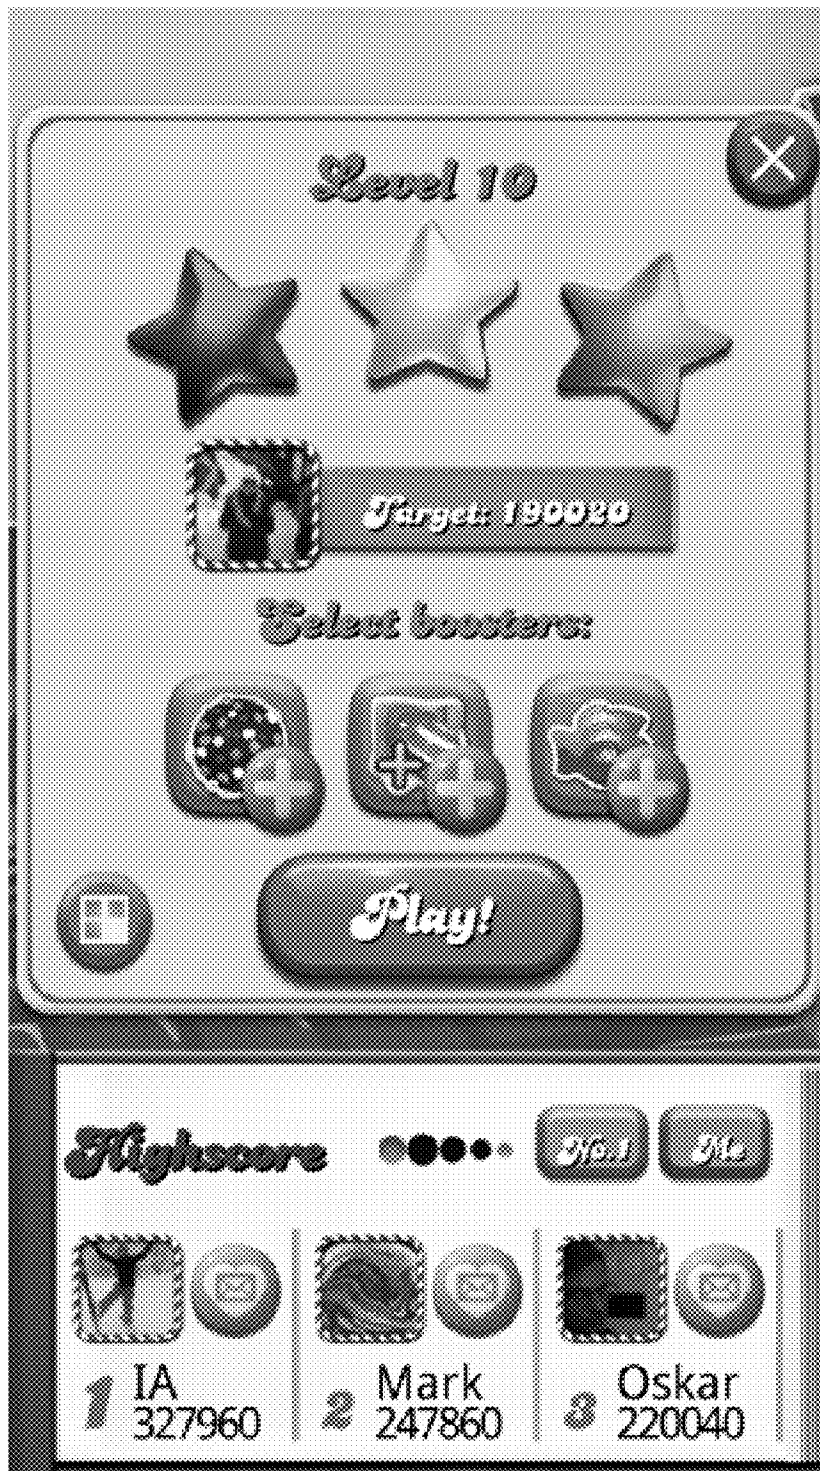 Level 10
Target: 190020
Select boosters:
Play!
Highscore
No.1
Me
1 IA
327960
2 Mark
247860
3 Oskar
220040